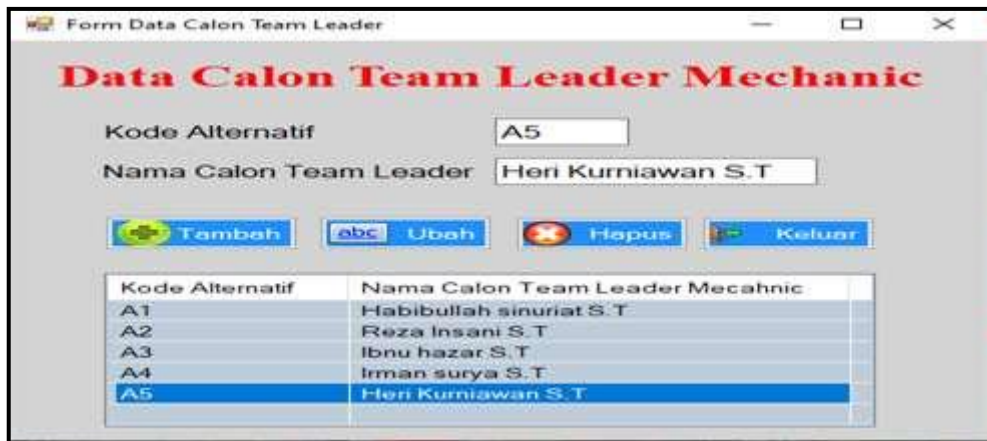 Form Data Calon Team Leader
Data Calon Team Leader Mechanic
Kode Alternatif A5
Nama Calon Team Leader Heri Kurniawan S.T
Tambah abc Ubah Hapus Keluar
Kode Alternatif Nama Calon Team Leader Mecahnic
A1 Habibullah sinuriat S.T
A2 Reza Insani S.T
A3 Ibnu hazar S.T
A4 Irman surya S.T
A5 Heri Kurniawan S.T